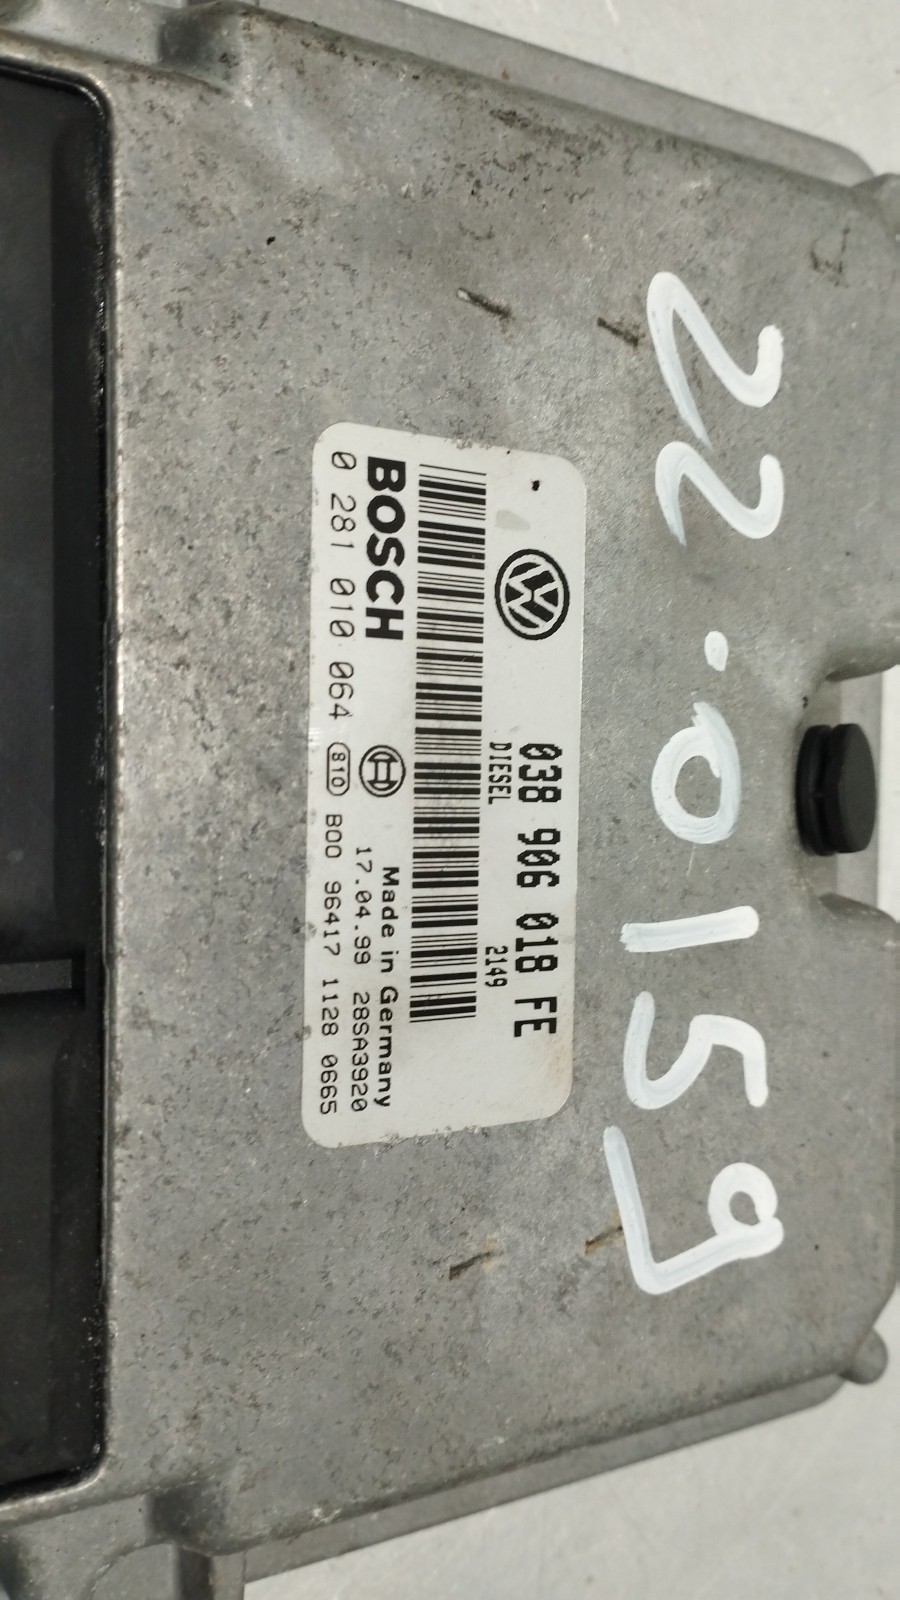 22.0159
038 906 018 FE
DIESEL 2149
BOSCH Made in Germany
17.04.99 28SA3920
0 281 010 064 810 B00 96417 1128 0665